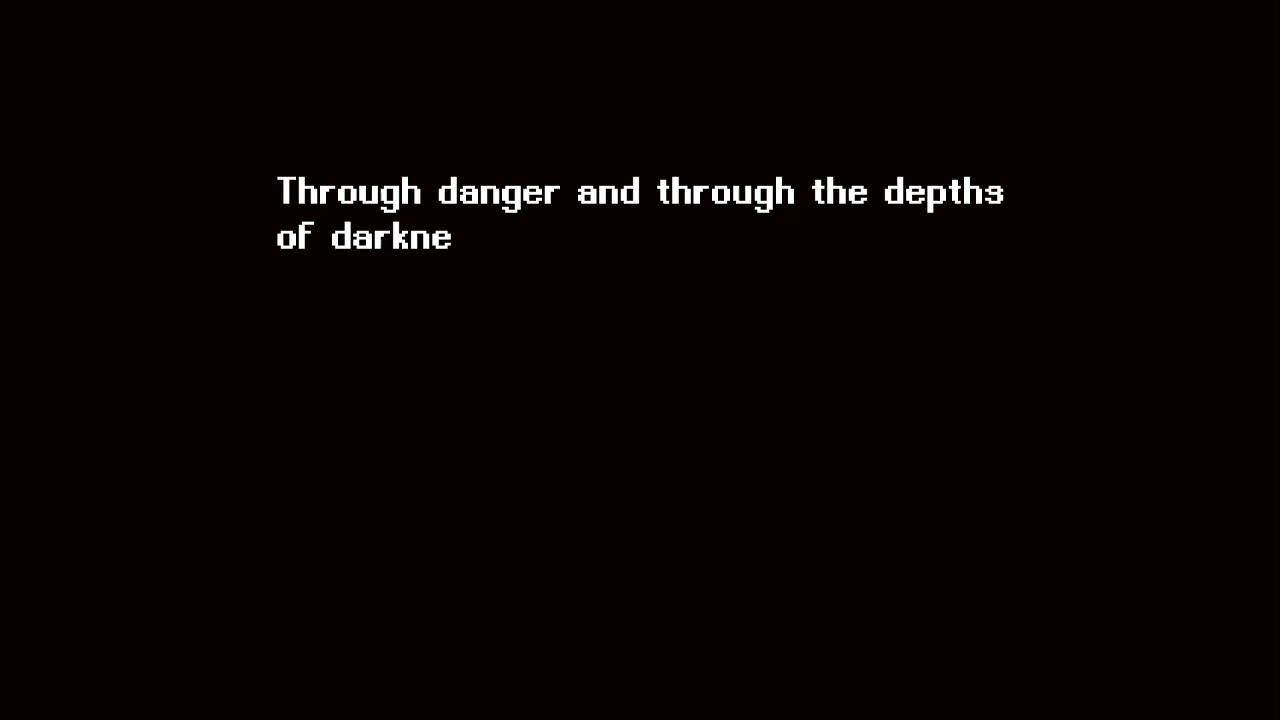 Through danger and through the depths
of darkne